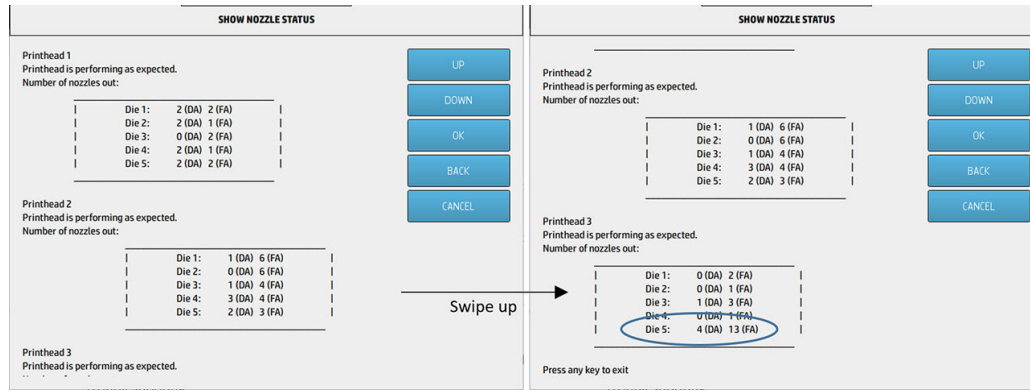 SHOW NOZZLE STATUS
Printhead 1
Printhead is performing as expected.
Number of nozzles out:
| Die 1: 2 (DA) 2 (FA) |
| Die 2: 2 (DA) 1 (FA) |
| Die 3: 0 (DA) 2 (FA) |
| Die 4: 2 (DA) 1 (FA) |
| Die 5: 2 (DA) 2 (FA) |
Printhead 2
Printhead is performing as expected.
Number of nozzles out:
| Die 1: 1 (DA) 6 (FA) |
| Die 2: 0 (DA) 6 (FA) |
| Die 3: 1 (DA) 4 (FA) |
| Die 4: 3 (DA) 4 (FA) |
| Die 5: 2 (DA) 3 (FA) |
Printhead 3
Printhead is performing as expected.
UP
DOWN
OK
BACK
CANCEL
Swipe up
SHOW NOZZLE STATUS
Printhead 2
Printhead is performing as expected.
Number of nozzles out:
| Die 1: 1 (DA) 6 (FA) |
| Die 2: 0 (DA) 6 (FA) |
| Die 3: 1 (DA) 4 (FA) |
| Die 4: 3 (DA) 4 (FA) |
| Die 5: 2 (DA) 3 (FA) |
Printhead 3
Printhead is performing as expected.
Number of nozzles out:
| Die 1: 0 (DA) 2 (FA) |
| Die 2: 0 (DA) 1 (FA) |
| Die 3: 1 (DA) 3 (FA) |
| Die 4: 0 (DA) 1 (FA) |
| Die 5: 4 (DA) 13 (FA) |
Press any key to exit
UP
DOWN
OK
BACK
CANCEL